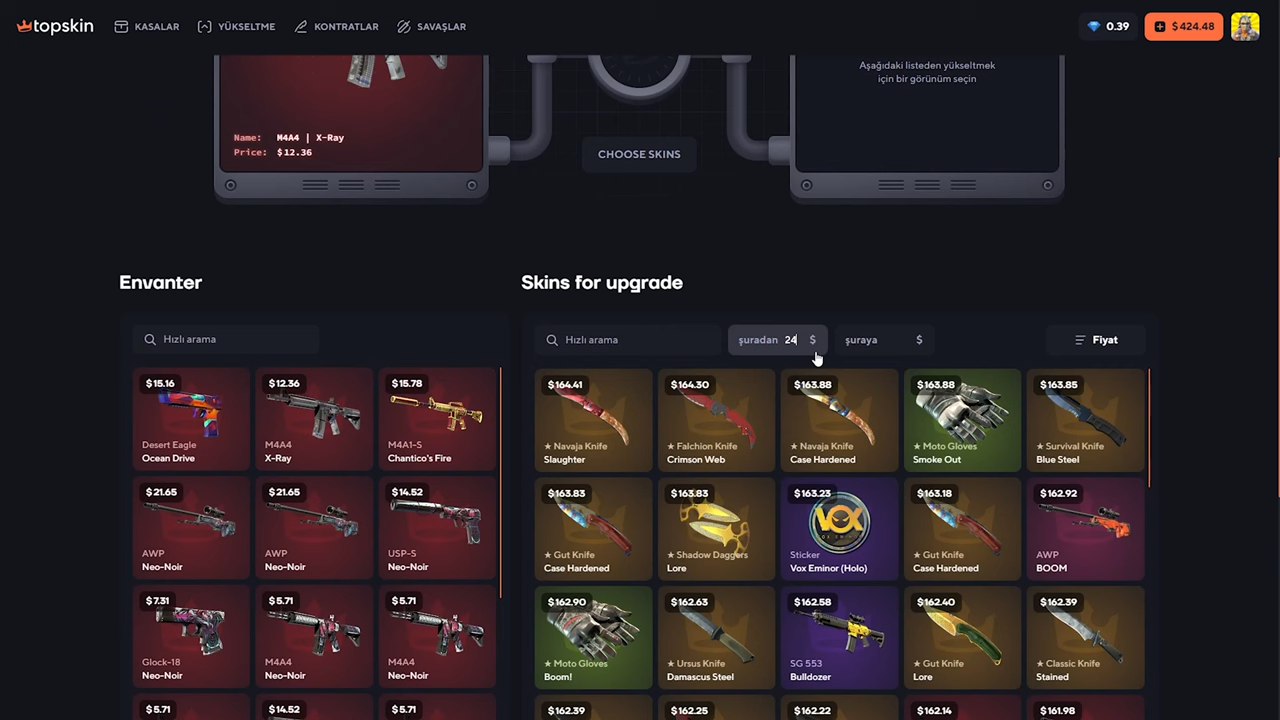 topskin
KASALAR
YÜKSELTME
KONTRATLAR
SAVAŞLAR
0.39
$ 424.48
Name: M4A4 | X-Ray
Price: $12.36
CHOOSE SKINS
Aşağıdaki listeden yükseltmek
için bir görünüm seçin
Envanter
Hızlı arama
$15.16
Desert Eagle
Ocean Drive
$12.36
M4A4
X-Ray
$15.78
M4A1-S
Chantico's Fire
$21.65
AWP
Neo-Noir
$21.65
AWP
Neo-Noir
$14.52
USP-S
Neo-Noir
$7.31
Glock-18
Neo-Noir
$5.71
M4A4
Neo-Noir
$5.71
M4A4
Neo-Noir
$5.71
$14.52
$5.71
Skins for upgrade
Hızlı arama
şuradan 24 $
şuraya $
Fiyat
$164.41
★ Navaja Knife
Slaughter
$164.30
★ Falchion Knife
Crimson Web
$163.88
★ Navaja Knife
Case Hardened
$163.88
★ Moto Gloves
Smoke Out
$163.85
★ Survival Knife
Blue Steel
$163.83
★ Gut Knife
Case Hardened
$163.83
★ Shadow Daggers
Lore
$163.23
VOX
Sticker
Vox Eminor (Holo)
$163.18
★ Gut Knife
Case Hardened
$162.92
AWP
BOOM
$162.90
★ Moto Gloves
Boom!
$162.63
★ Ursus Knife
Damascus Steel
$162.58
SG 553
Bulldozer
$162.40
★ Gut Knife
Lore
$162.39
★ Classic Knife
Stained
$162.39
$162.25
$162.22
$162.14
$161.98